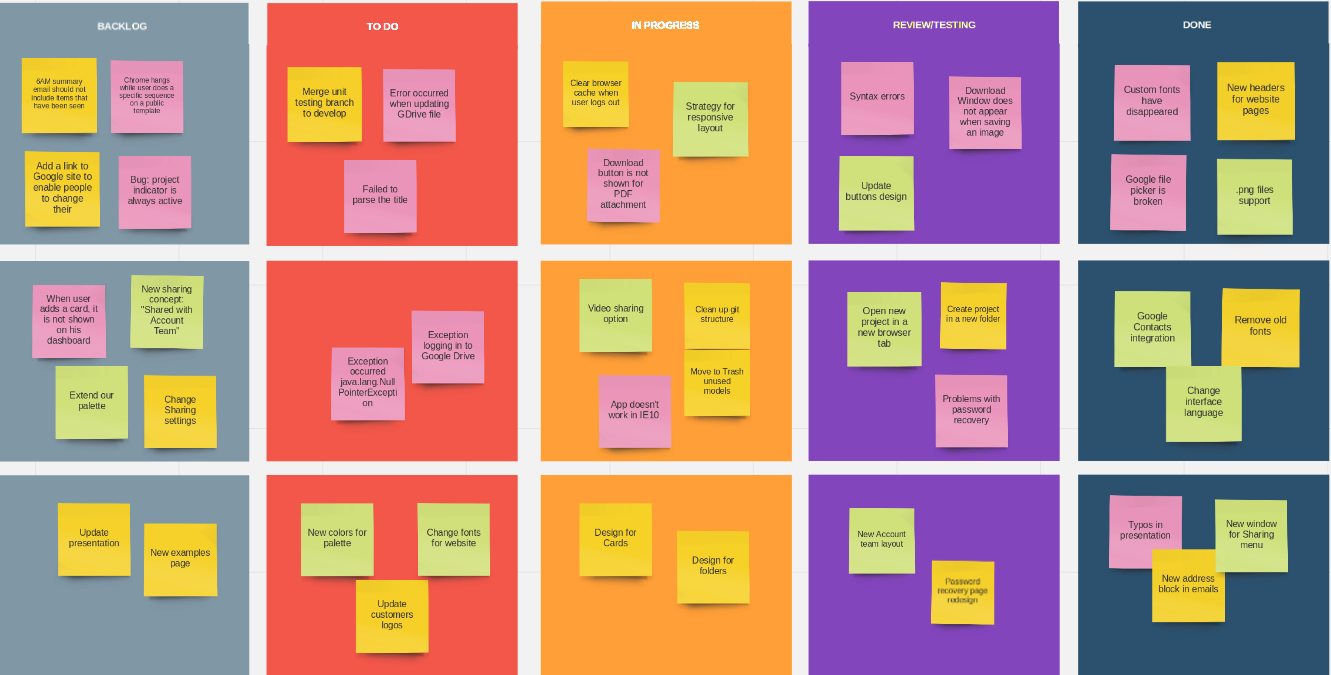 BACKLOG
TO DO
IN PROGRESS
REVIEW/TESTING
DONE
6AM summary
email should not
include items that
have been seen
Chrome hangs
while user does a
specific sequence
on a public
template
Add a link to
Google site to
enable people
to change
their
Bug: project
indicator is
always active
Merge unit
testing branch
to develop
Error occurred
when updating
GDrive file
Failed to
parse the title
Clear browser
cache when
user logs out
Strategy for
responsive
layout
Download
button is not
shown for
PDF
attachment
Syntax errors
Download
Window does
not appear
when saving
an image
Update
buttons design
Custom fonts
have
disappeared
New headers
for website
pages
Google file
picker is
broken
.png files
support
When user
adds a card, it
is not shown
on his
dashboard
New sharing
concept:
"Shared with
Account
Team"
Extend our
palette
Change
Sharing
settings
Exception
logging in to
Google Drive
Exception
occurred
java.lang.Null
PointerExcepti
on
Video sharing
option
Clean up git
structure
Move to Trash
unused
models
App doesn't
work in IE10
Open new
project in a
new browser
tab
Create project
in a new folder
Problems with
password
recovery
Google
Contacts
integration
Remove old
fonts
Change
interface
language
Update
presentation
New examples
page
New colors for
palette
Change fonts
for website
Update
customers
logos
Design for
Cards
Design for
folders
New Account
team layout
Password
recovery page
redesign
Typos in
presentation
New window
for Sharing
menu
New address
block in emails